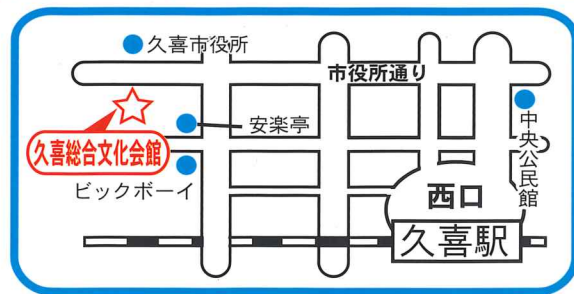 久喜市役所
市役所通り
安楽亭
中央公民館
久喜総合文化会館
ビックボーイ
西口
久喜駅